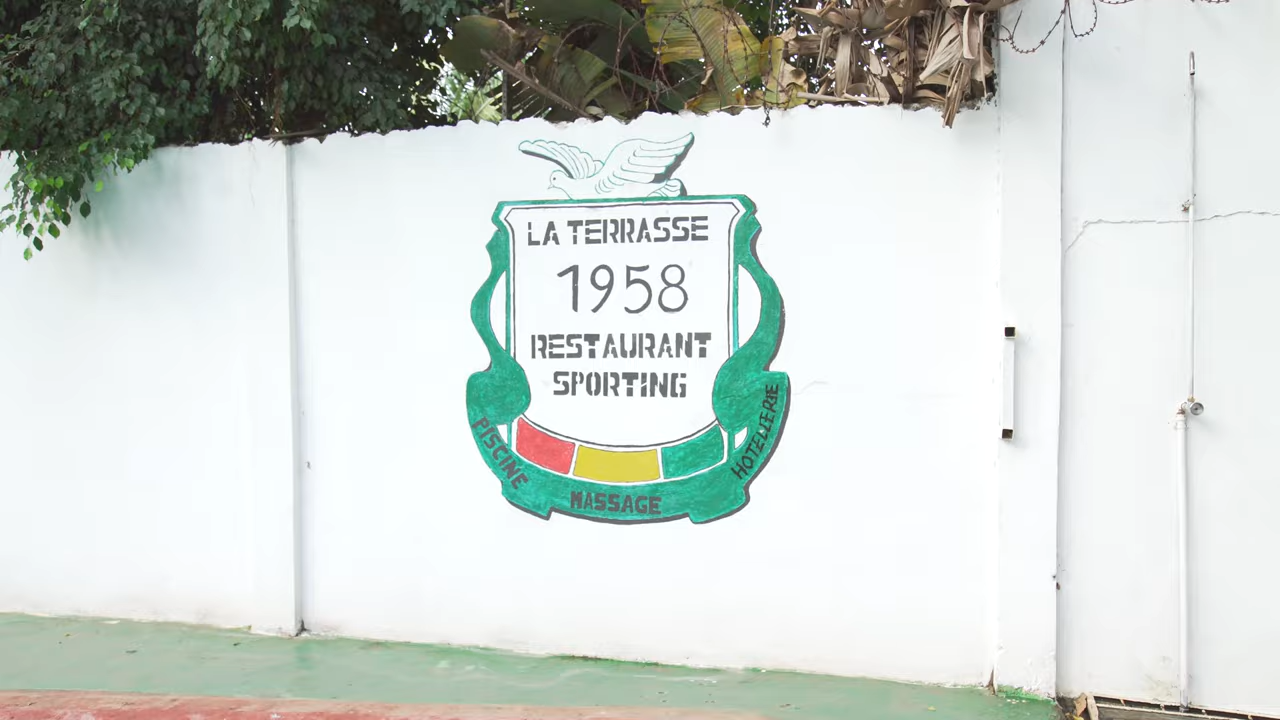 LA TERRASSE
1958
RESTAURANT
SPORTING
PISCINE
MASSAGE
HOTELLERIE